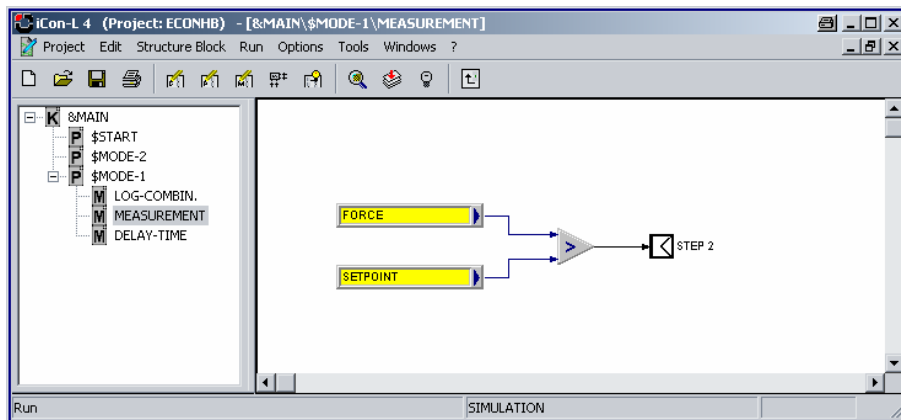 iCon-L 4 (Project: ECONHB) - [&MAIN\$MODE-1\MEASUREMENT]
Project Edit Structure Block Run Options Tools Windows ?
K &MAIN
P $START
P $MODE-2
P $MODE-1
M LOG-COMBIN.
M MEASUREMENT
M DELAY-TIME
FORCE
>
STEP 2
SETPOINT
Run SIMULATION